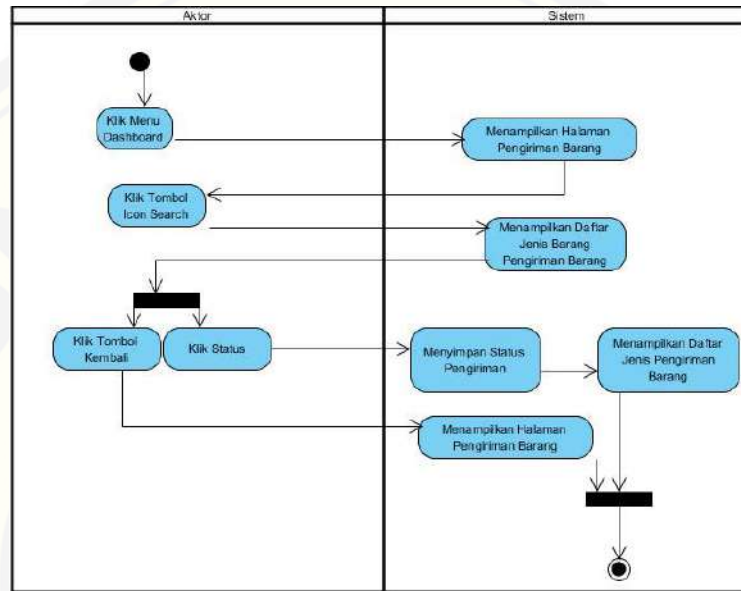 Aktor
Sistem
Klik Menu
Dashboard
Menampilkan Halaman
Pengiriman Barang
Klik Tombol
Icon Search
Menampilkan Daftar
Jenis Barang
Pengiriman Barang
Klik Tombol
Kembali
Klik Status
Menyimpan Status
Pengiriman
Menampilkan Daftar
Jenis Pengiriman
Barang
Menampilkan Halaman
Pengiriman Barang